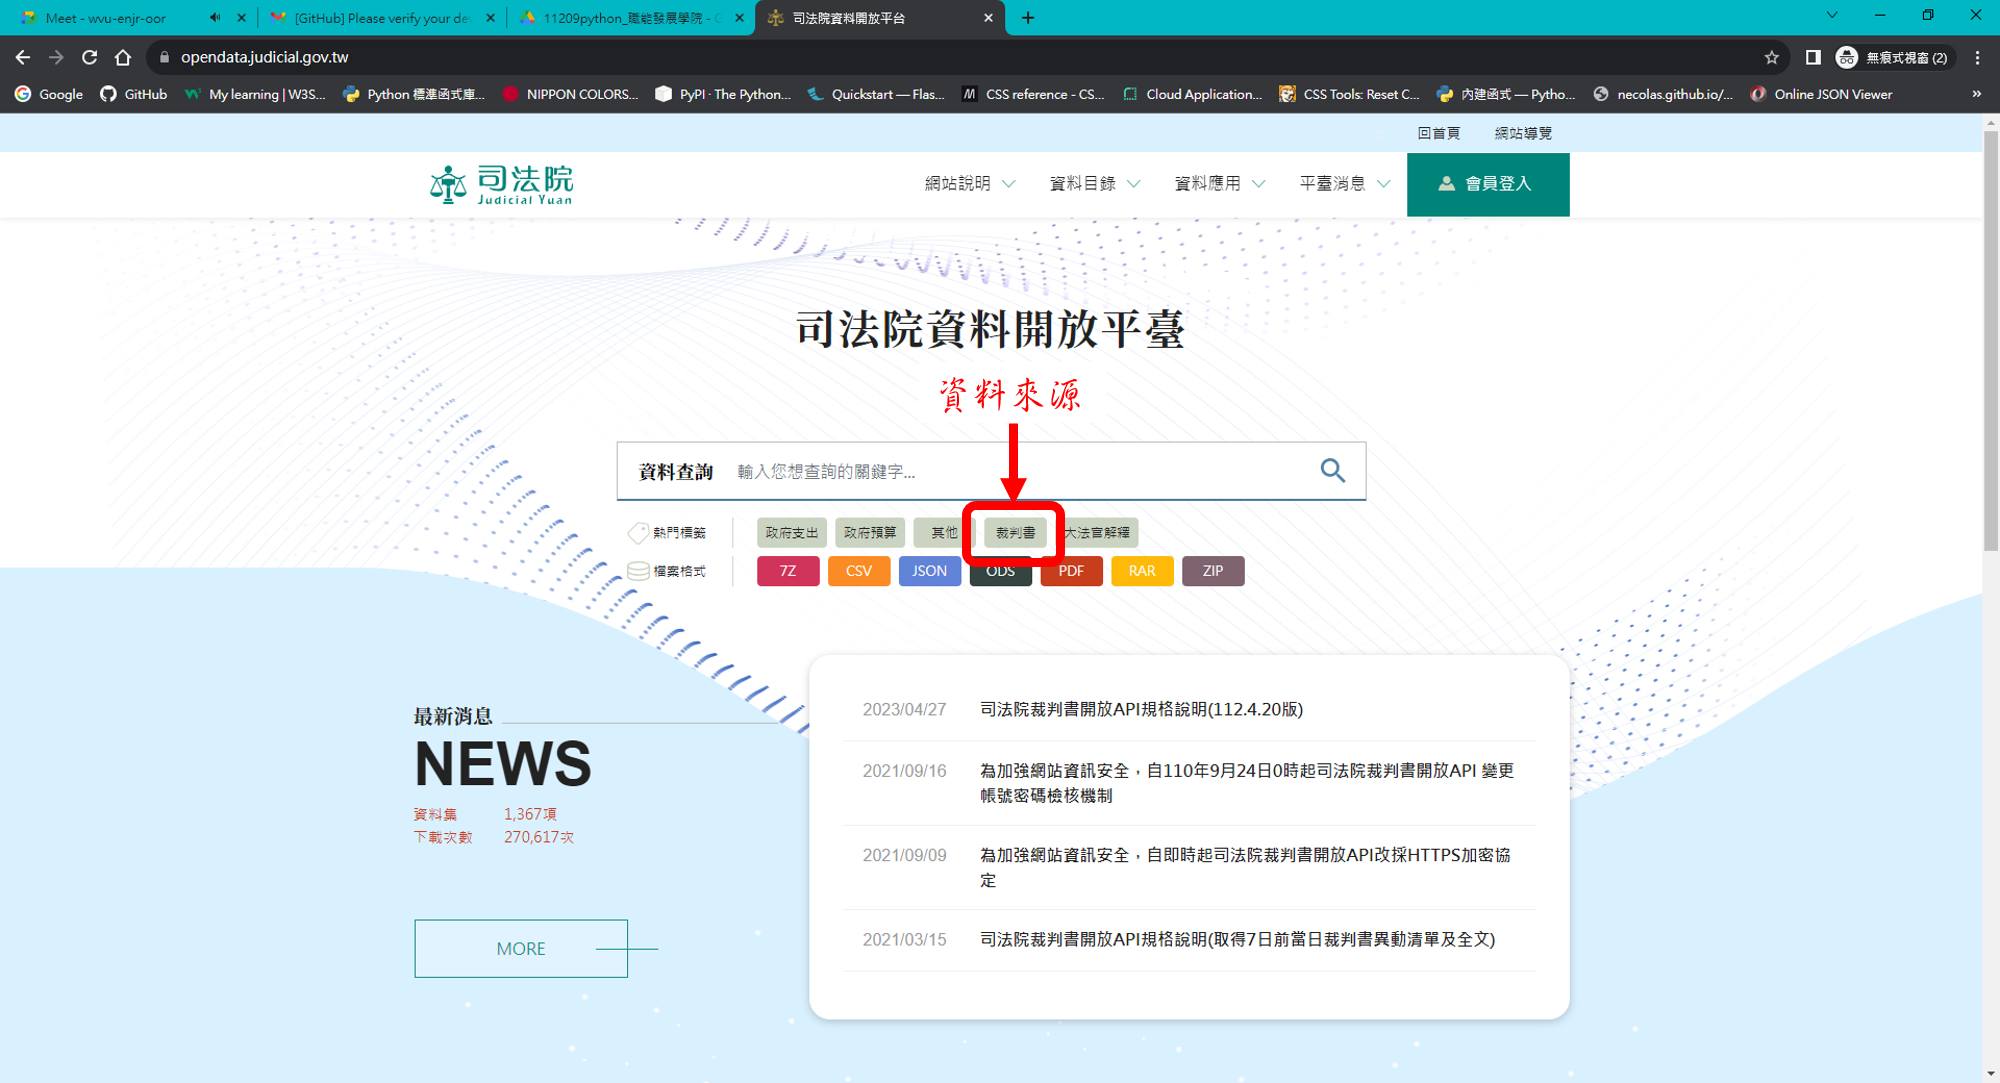 Meet - wvu-enjr-oor
[GitHub] Please verify your de
11209python_職能發展學院 - G
司法院資料開放平台
opendata.judicial.gov.tw
無痕式視窗 (2)
Google
GitHub
My learning | W3S...
Python 標準函式庫...
NIPPON COLORS...
PyPI · The Python...
Quickstart — Flas...
CSS reference - CS...
Cloud Application...
CSS Tools: Reset C...
內建函式 — Pytho...
necolas.github.io/...
Online JSON Viewer
»
回首頁
網站導覽
司法院
Judicial Yuan
網站說明
資料目錄
資料應用
平臺消息
會員登入
司法院資料開放平臺
資料來源
資料查詢 輸入您想查詢的關鍵字...
熱門標籤
政府支出
政府預算
其他
裁判書
大法官解釋
檔案格式
7Z
CSV
JSON
ODS
PDF
RAR
ZIP
最新消息
NEWS
資料集 1,367項
下載次數 270,617次
MORE
2023/04/27 司法院裁判書開放API規格說明(112.4.20版)
2021/09/16 為加強網站資訊安全，自110年9月24日0時起司法院裁判書開放API 變更
帳號密碼檢核機制
2021/09/09 為加強網站資訊安全，自即時起司法院裁判書開放API改採HTTPS加密協
定
2021/03/15 司法院裁判書開放API規格說明(取得7日前當日裁判書異動清單及全文)